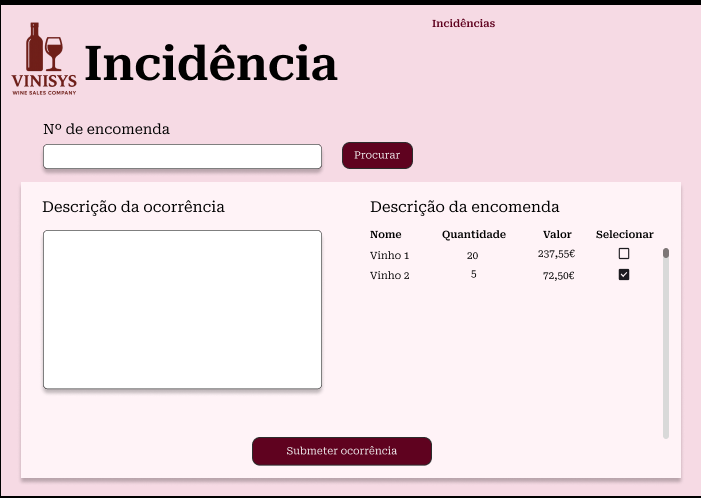 Incidências
VINISYS
WINE SALES COMPANY
Incidência
Nº de encomenda
Procurar
Descrição da ocorrência
Descrição da encomenda
Nome Quantidade Valor Selecionar
Vinho 1 20 237,55€
Vinho 2 5 72,50€
Submeter ocorrência